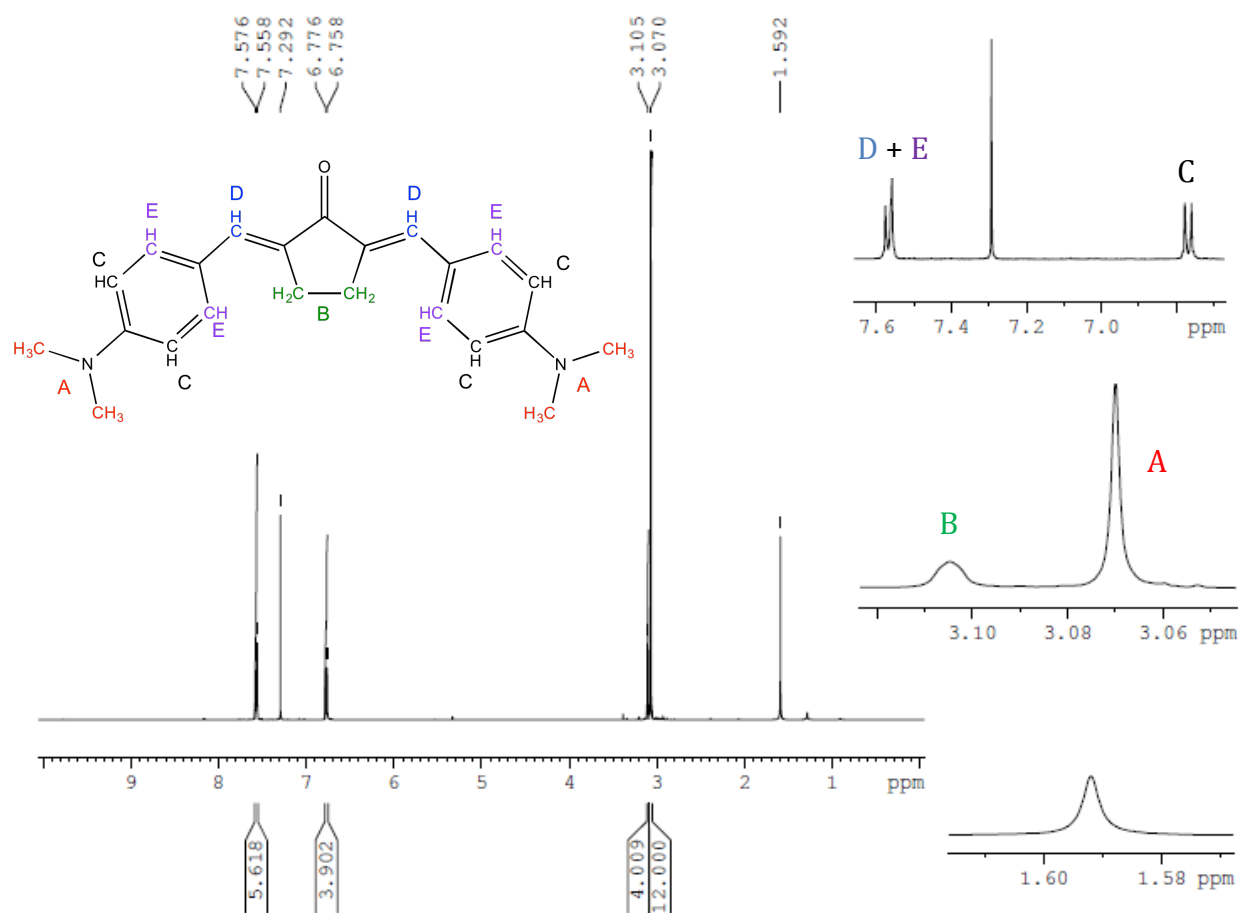 7.576
7.558
7.292
6.776
6.758
3.105
3.070
1.592
O
D
H
D
H
E
H
C
E
H
C
C
HC
C
CH
H₂C
CH₂
B
HC
CH
E
E
C
H
C
C
H
C
H₃C
N
A
CH₃
N
CH₃
A
H₃C
D + E
C
7.6 7.4 7.2 7.0 ppm
B
A
3.10 3.08 3.06 ppm
1.60 1.58 ppm
9 8 7 6 5 4 3 2 1 ppm
5.618
3.902
4.009
12.000